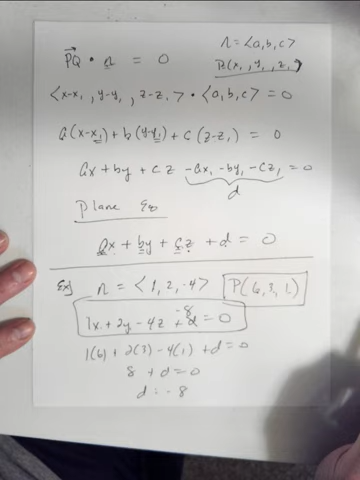 PQ • n = 0
n = <a, b, c>
P(x₁, y₁, z₁)
<x-x₁, y-y₁, z-z₁> • <a, b, c> = 0
a(x-x₁) + b(y-y₁) + c(z-z₁) = 0
ax + by + cz -ax₁ -by₁ -cz₁ = 0
d
Plane Eq
ax + by + cz + d = 0
Ex] n = <1, 2, -4> P(6, 3, 1)
-8
1x + 2y - 4z + d = 0
1(6) + 2(3) - 4(1) + d = 0
8 + d = 0
d = -8